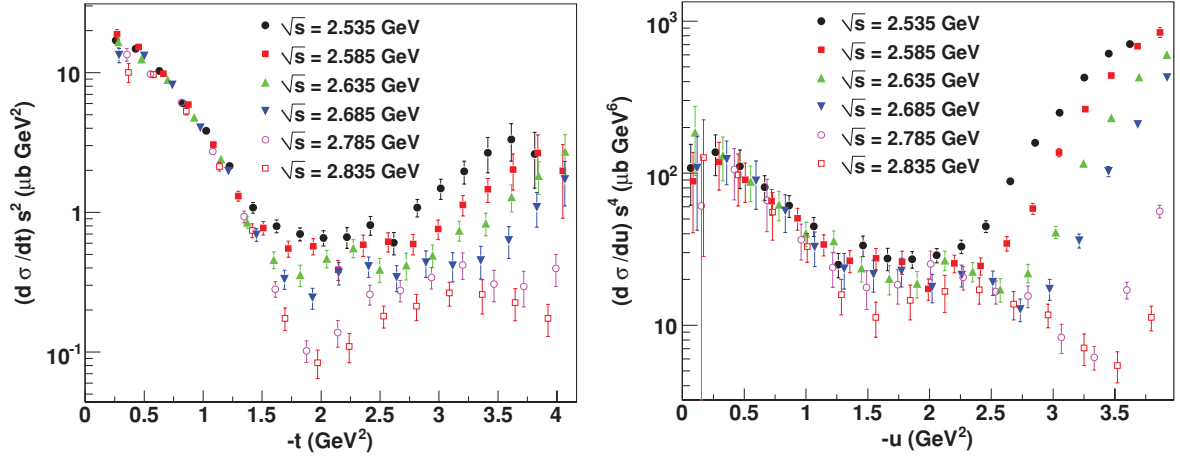 (d σ/dt) s² (μb GeV²)
10
1
10⁻¹
√s = 2.535 GeV
√s = 2.585 GeV
√s = 2.635 GeV
√s = 2.685 GeV
√s = 2.785 GeV
√s = 2.835 GeV
0 0.5 1 1.5 2 2.5 3 3.5 4
-t (GeV²)
(d σ/du) s⁴ (μb GeV⁶)
10³
10²
10
√s = 2.535 GeV
√s = 2.585 GeV
√s = 2.635 GeV
√s = 2.685 GeV
√s = 2.785 GeV
√s = 2.835 GeV
0 0.5 1 1.5 2 2.5 3 3.5
-u (GeV²)